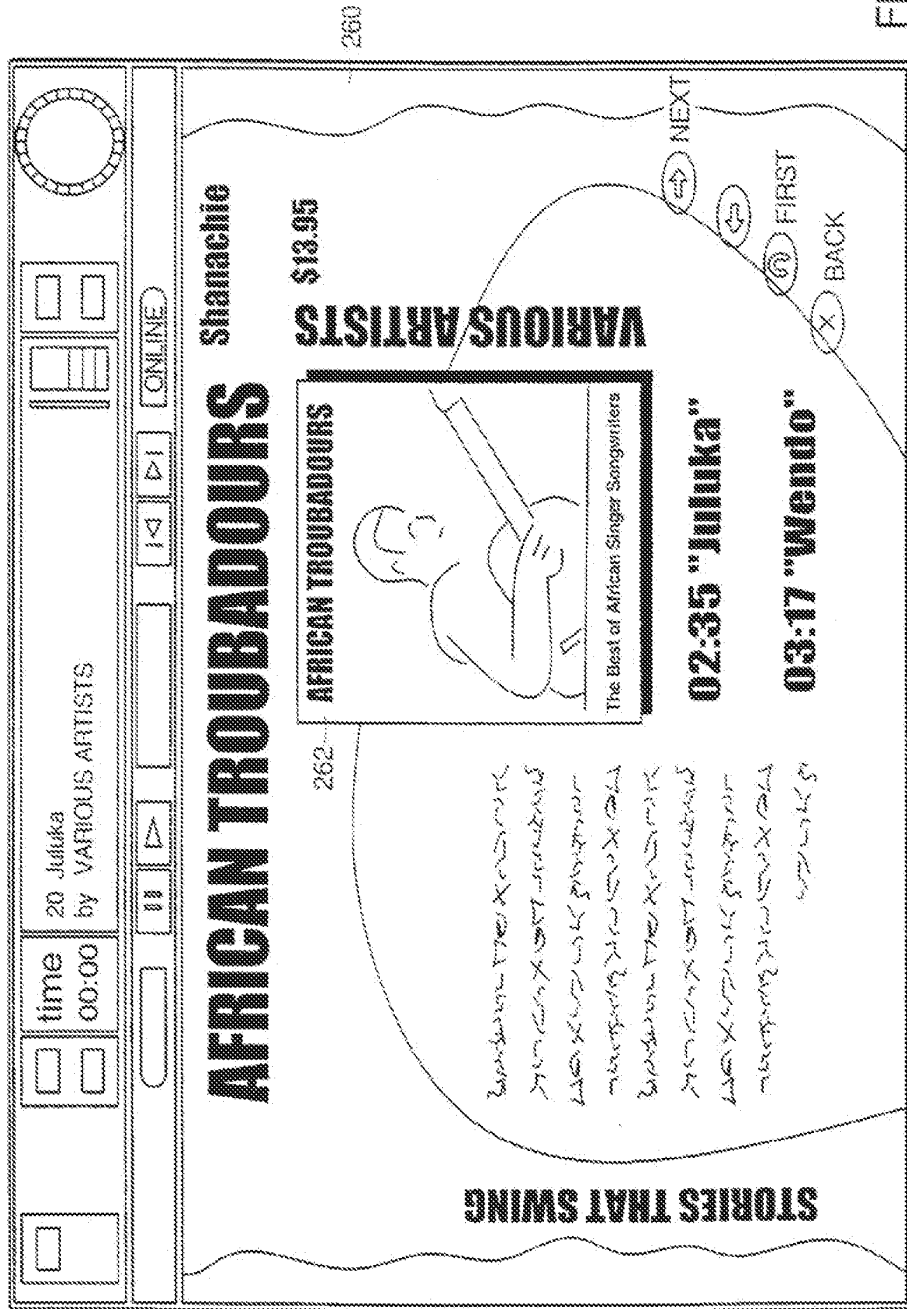 time
00:00
20 Juluka
by VARIOUS ARTISTS
ONLINE
AFRICAN TROUBADOURS
Shanachie
$13.95
260
262
AFRICAN TROUBADOURS
The Best of African Singer Songwriters
VARIOUS ARTISTS
STORIES THAT SWING
02:35 "Juluka"
03:17 "Wendo"
NEXT
FIRST
BACK